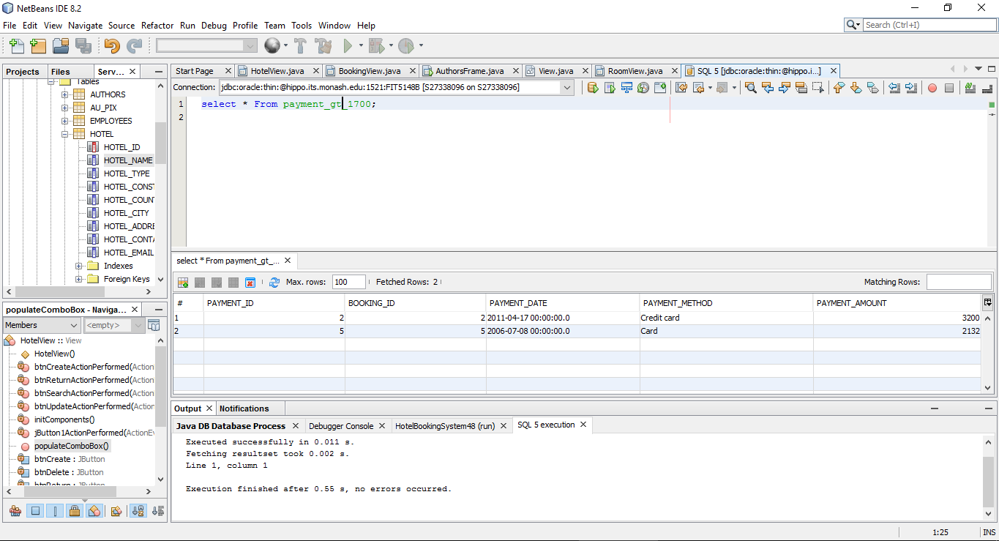 NetBeans IDE 8.2
File Edit View Navigate Source Refactor Run Debug Profile Team Tools Window Help
Search (Ctrl+I)
Projects Files Serv... ×
Tables
AUTHORS
AU_PIX
EMPLOYEES
HOTEL
HOTEL_ID
HOTEL_NAME
HOTEL_TYPE
HOTEL_CONST
HOTEL_COUN
HOTEL_CITY
HOTEL_ADDRE
HOTEL_CONTA
HOTEL_EMAIL
Indexes
Foreign Keys
populateComboBox - Naviga... ×
Members <empty>
HotelView :: View
HotelView()
btnCreateActionPerformed(Action
btnReturnActionPerformed(Action
btnSearchActionPerformed(Action
btnUpdateActionPerformed(Action
initComponents()
jButton1ActionPerformed(ActionEv
populateComboBox()
btnCreate : JButton
btnDelete : JButton
btnReturn : JButton
Start Page × HotelView.java × BookingView.java × AuthorsFrame.java × View.java × RoomView.java × SQL 5 [jdbc:oracle:thin:@hippo.i...] ×
Connection: jdbc:oracle:thin:@hippo.its.monash.edu:1521:FIT5148B [S27338096 on S27338096]
1 select * From payment_gt_1700;
2
select * From payment_gt_... ×
Max. rows: 100 Fetched Rows: 2 Matching Rows:
# PAYMENT_ID BOOKING_ID PAYMENT_DATE PAYMENT_METHOD PAYMENT_AMOUNT
1 2 2 2011-04-17 00:00:00.0 Credit card 3200
2 5 5 2006-07-08 00:00:00.0 Card 2132
Output × Notifications
Java DB Database Process × Debugger Console × HotelBookingSystem48 (run) × SQL 5 execution ×
Executed successfully in 0.011 s.
Fetching resultset took 0.002 s.
Line 1, column 1
Execution finished after 0.55 s, no errors occurred.
1:25 INS